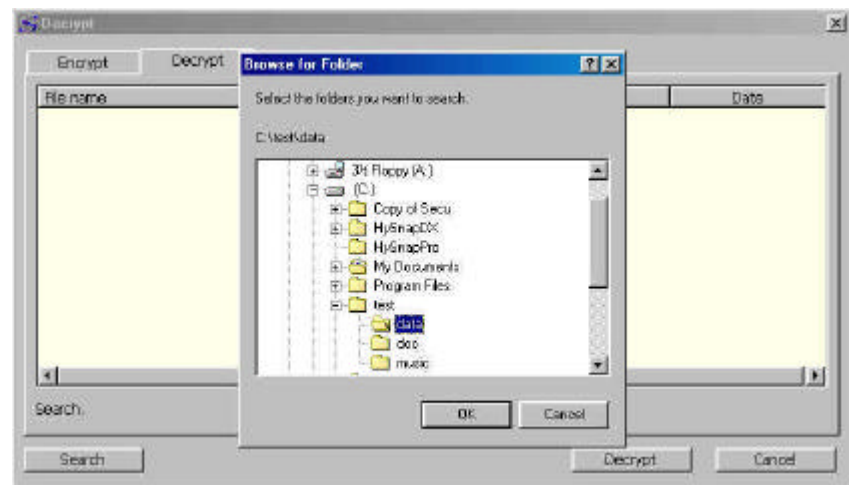 Decrypt
Encrypt Decrypt
File name Date
Browse for Folder
Select the folders you want to search.
C:\test\data
3½ Floppy (A:)
(C:)
Copy of Secu
HySnapDX
HySnapPro
My Documents
Program Files
test
data
doc
music
OK Cancel
Search.
Search Decrypt Cancel